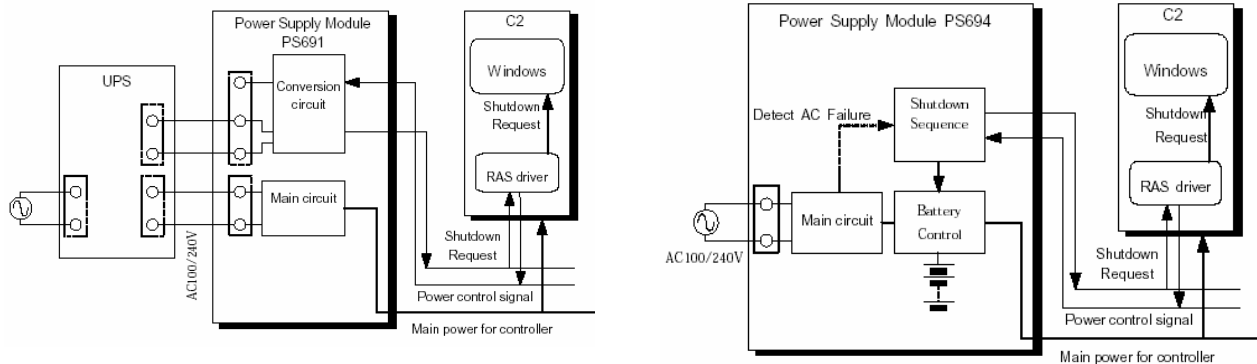 Power Supply Module
PS691
UPS
Conversion
circuit
Main circuit
AC100/240V
C2
Windows
Shutdown
Request
RAS driver
Shutdown
Request
Power control signal
Main power for controller
Power Supply Module PS694
Detect AC Failure
Shutdown
Sequence
Main circuit
Battery
Control
AC100/240V
C2
Windows
Shutdown
Request
RAS driver
Shutdown
Request
Power control signal
Main power for controller